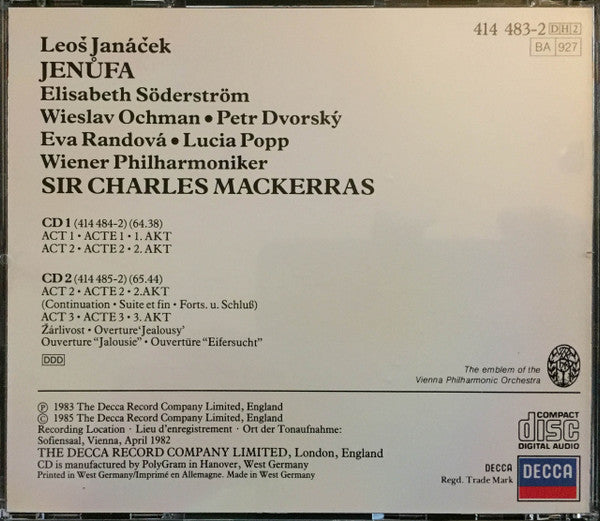 414 483-2 DH2
BA 927
Leoš Janáček
JENŮFA
Elisabeth Söderström
Wieslav Ochman • Petr Dvorský
Eva Randová • Lucia Popp
Wiener Philharmoniker
SIR CHARLES MACKERRAS
CD 1 (414 484-2) (64.38)
ACT 1 • ACTE 1 • 1. AKT
ACT 2 • ACTE 2 • 2. AKT
CD 2 (414 485-2) (65.44)
ACT 2 • ACTE 2 • 2. AKT
(Continuation • Suite et fin • Forts. u. Schluß)
ACT 3 • ACTE 3 • 3. AKT
Žárlivost • Overture ‘Jealousy’
Ouverture “Jalousie” • Ouvertüre “Eifersucht”
DDD
The emblem of the
Vienna Philharmonic Orchestra
Ⓟ 1983 The Decca Record Company Limited, England
© 1985 The Decca Record Company Limited, England
Recording Location • Lieu d'enregistrement • Ort der Tonaufnahme:
Sofiensaal, Vienna, April 1982
THE DECCA RECORD COMPANY LIMITED, London, England
CD is manufactured by PolyGram in Hanover, West Germany
Printed in West Germany/Imprimé en Allemagne. Made in West Germany
COMPACT
disc
DIGITAL AUDIO
DECCA
Regd. Trade Mark
DECCA